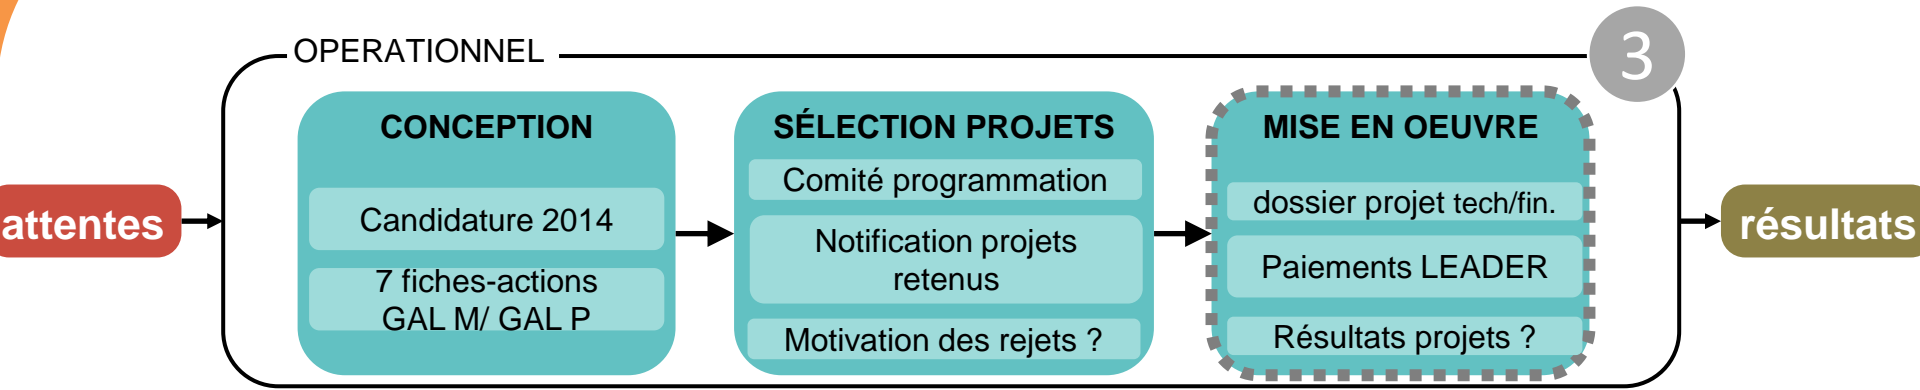 OPERATIONNEL
3
attentes
CONCEPTION
Candidature 2014
7 fiches-actions
GAL M/ GAL P
SÉLECTION PROJETS
Comité programmation
Notification projets
retenus
Motivation des rejets ?
MISE EN OEUVRE
dossier projet tech/fin.
Paiements LEADER
Résultats projets ?
résultats